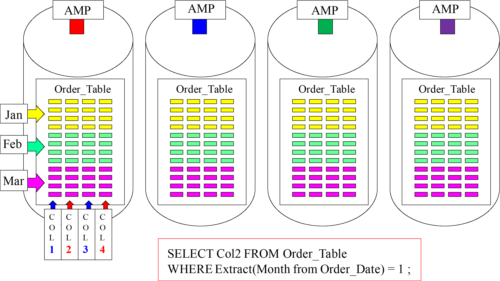 AMP AMP AMP AMP
Order_Table Order_Table Order_Table Order_Table
Jan
Feb
Mar
C C C C
O O O O
L L L L
1 2 3 4
SELECT Col2 FROM Order_Table
WHERE Extract(Month from Order_Date) = 1 ;